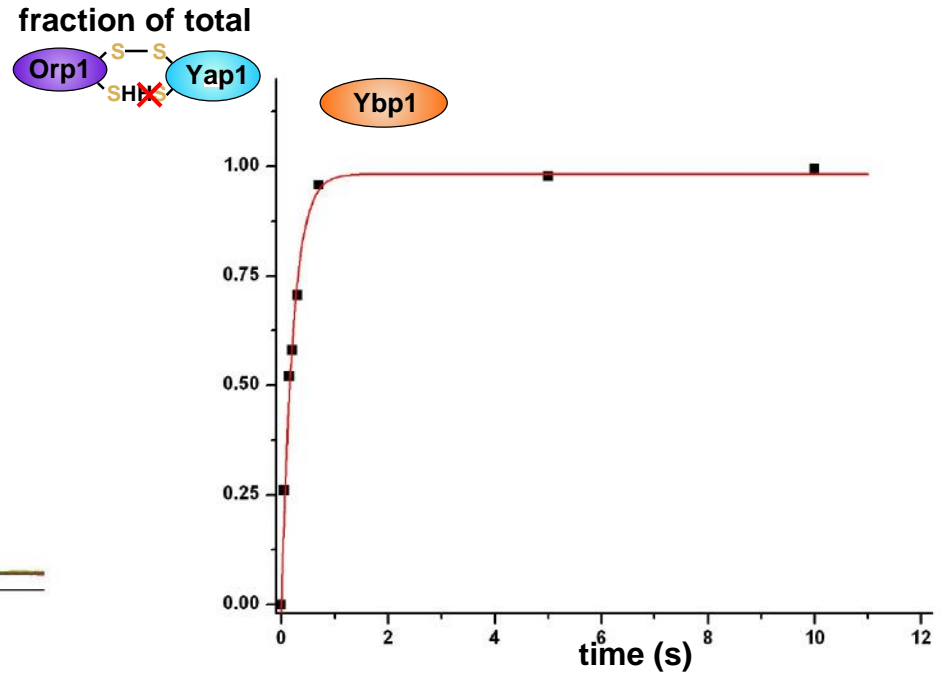 fraction of total
S S
Orp1 Yap1
SHHS
Ybp1
1.00
0.75
0.50
0.25
0.00
0 2 4 6 8 10 12
time (s)